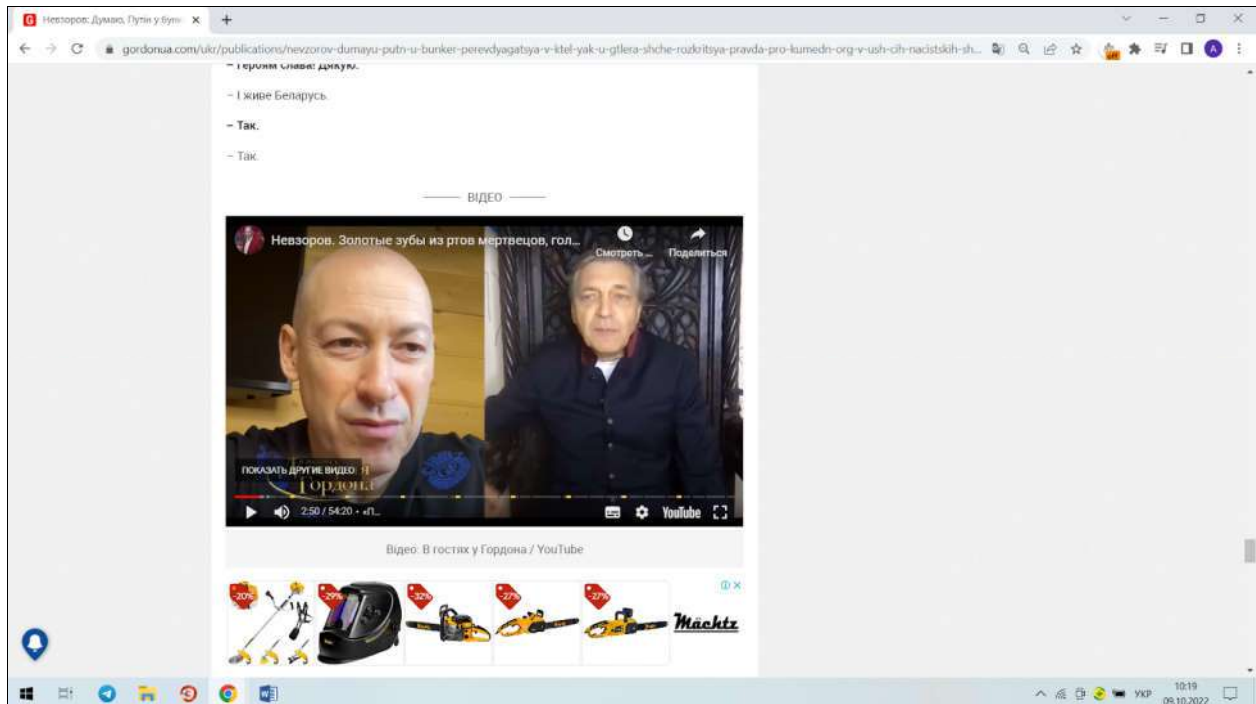 Невзоров: Думаю, Путін у бунк
gordonua.com/ukr/publications/nevzorov-dumayu-putn-u-bunker-perevdyagatsya-v-ktel-yak-u-gtlera-shche-rozkritsya-pravda-pro-kumedn-org-v-ush-cih-nacistskih-sh...
– Героям слава! Дякую.
– І живе Беларусь.
– Так.
– Так.
ВІДЕО
Невзоров. Золотые зубы из ртов мертвецов, гол...
Смотреть ...
Поделиться
ПОКАЗАТЬ ДРУГИЕ ВИДЕО
Гордона
2:50 / 54:20 • «П...
YouTube
Відео: В гостях у Гордона / YouTube
-20%
-29%
-32%
-27%
-27%
Mächtz
УКР
10:19
09.10.2022